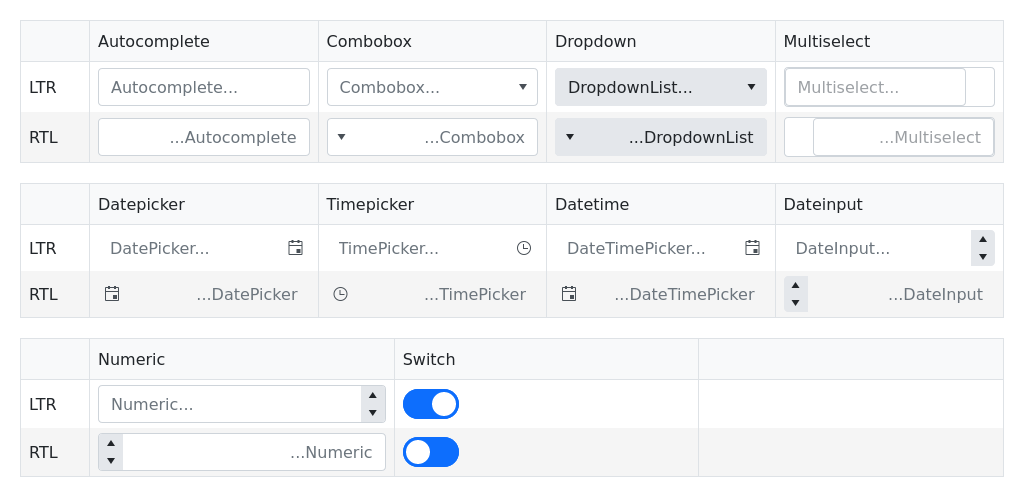 Autocomplete Combobox Dropdown Multiselect
LTR Autocomplete... Combobox... DropdownList... Multiselect...
RTL ...Autocomplete ...Combobox ...DropdownList ...Multiselect
Datepicker Timepicker Datetime Dateinput
LTR DatePicker... TimePicker... DateTimePicker... DateInput...
RTL ...DatePicker ...TimePicker ...DateTimePicker ...DateInput
Numeric Switch
LTR Numeric...
RTL ...Numeric